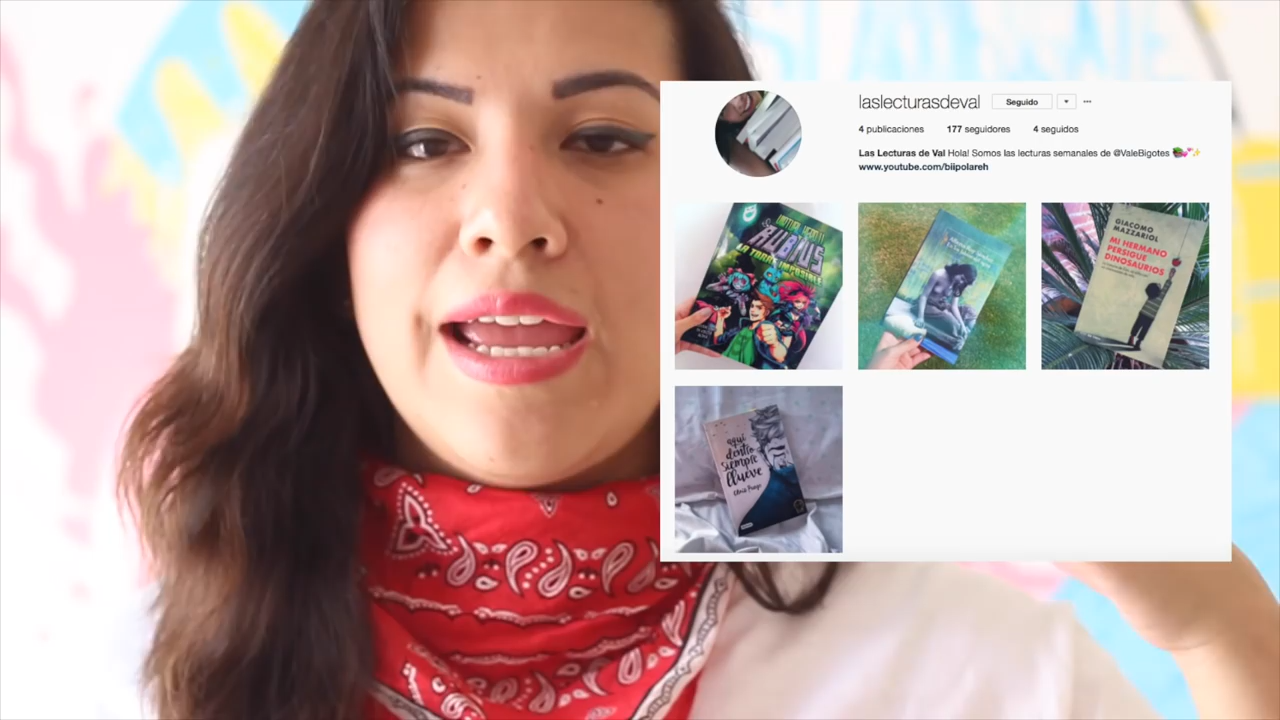 laslecturasdeval Seguido
4 publicaciones 177 seguidores 4 seguidos
Las Lecturas de Val Hola! Somos las lecturas semanales de @ValeBigotes
www.youtube.com/biipolareh
RUBIUS
LA TORRE IMPOSIBLE
GIACOMO
MAZZARIOL
MI HERMANO
PERSIGUE
DINOSAURIOS
aquí
dentro
siempre
llueve